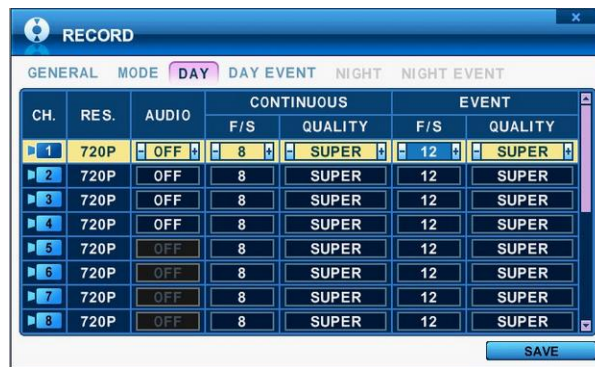 RECORD
GENERAL MODE DAY DAY EVENT NIGHT NIGHT EVENT
CH. RES. AUDIO CONTINUOUS EVENT
F/S QUALITY F/S QUALITY
1 720P - OFF + - 8 + - SUPER + - 12 + - SUPER +
2 720P OFF 8 SUPER 12 SUPER
3 720P OFF 8 SUPER 12 SUPER
4 720P OFF 8 SUPER 12 SUPER
5 720P OFF 8 SUPER 12 SUPER
6 720P OFF 8 SUPER 12 SUPER
7 720P OFF 8 SUPER 12 SUPER
8 720P OFF 8 SUPER 12 SUPER
SAVE